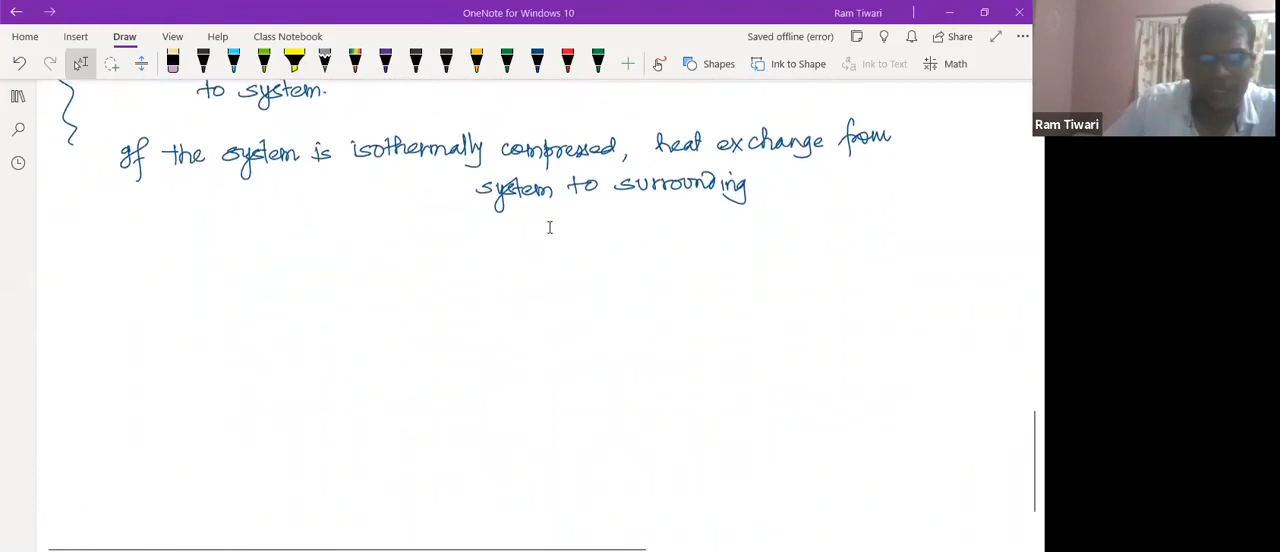 OneNote for Windows 10
Ram Tiwari
Home Insert Draw View Help Class Notebook
Saved offline (error) Share
Shapes Ink to Shape Ink to Text Math
Ram Tiwari
to system.
If the system is isothermally compressed, heat exchange from
system to surrounding